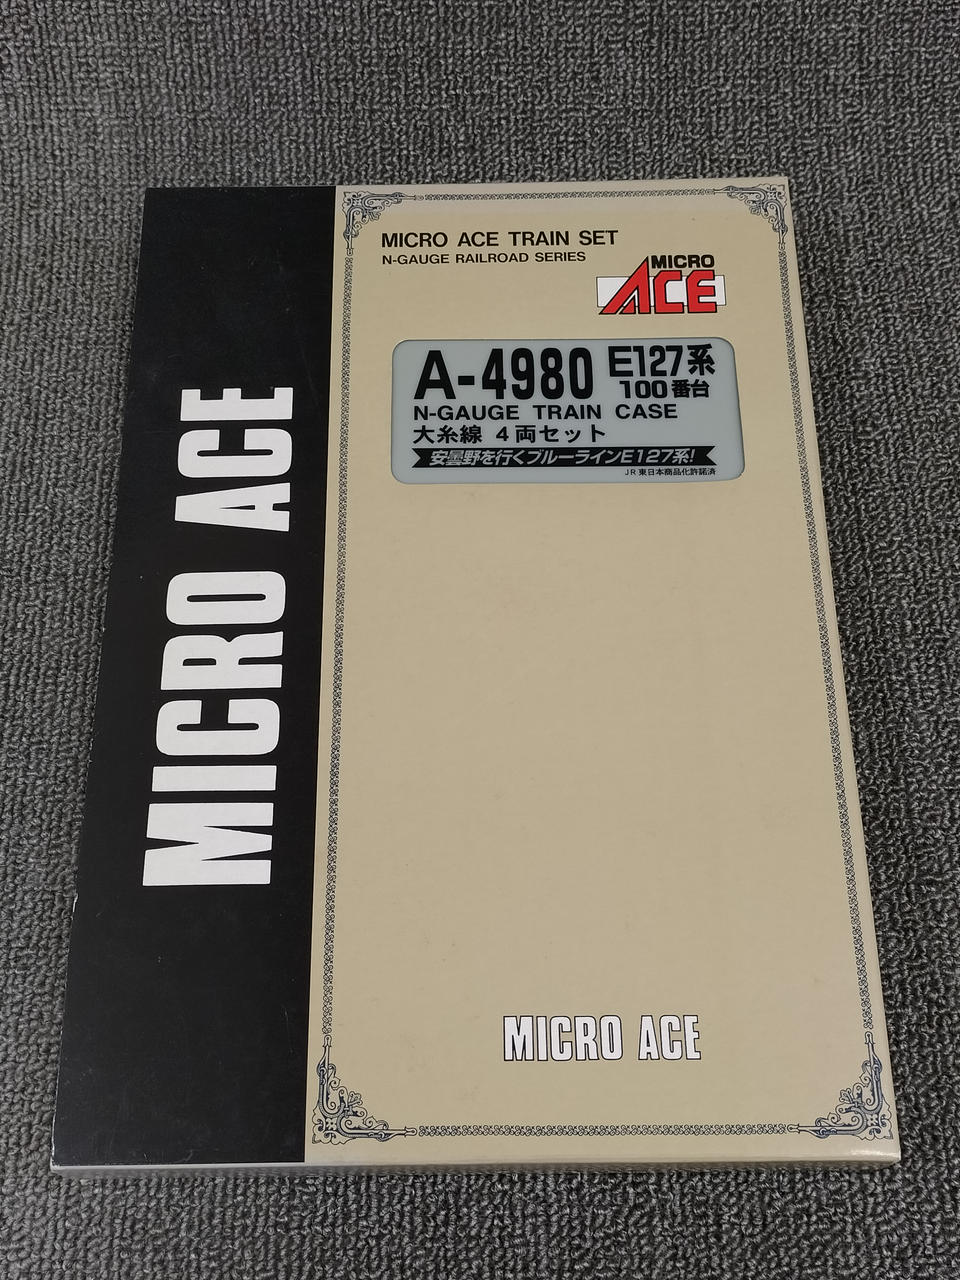 MICRO ACE
MICRO ACE TRAIN SET
N-GAUGE RAILROAD SERIES
MICRO
ACE
A-4980 E127系
100番台
N-GAUGE TRAIN CASE
大糸線 4両セット
安曇野を行くブルーラインE127系!
JR東日本商品化許諾済
MICRO ACE